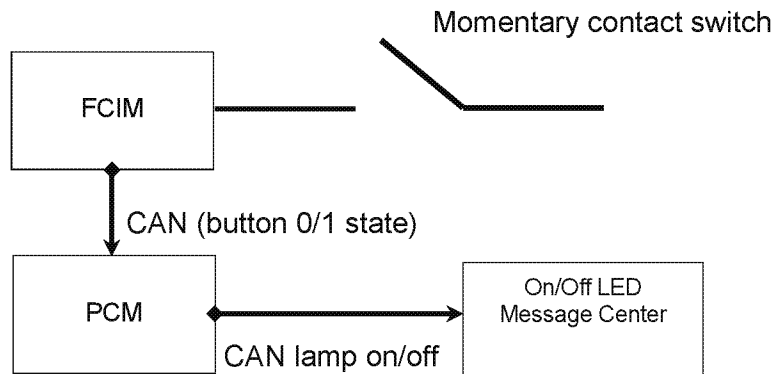 Momentary contact switch
FCIM
CAN (button 0/1 state)
PCM
On/Off LED
Message Center
CAN lamp on/off